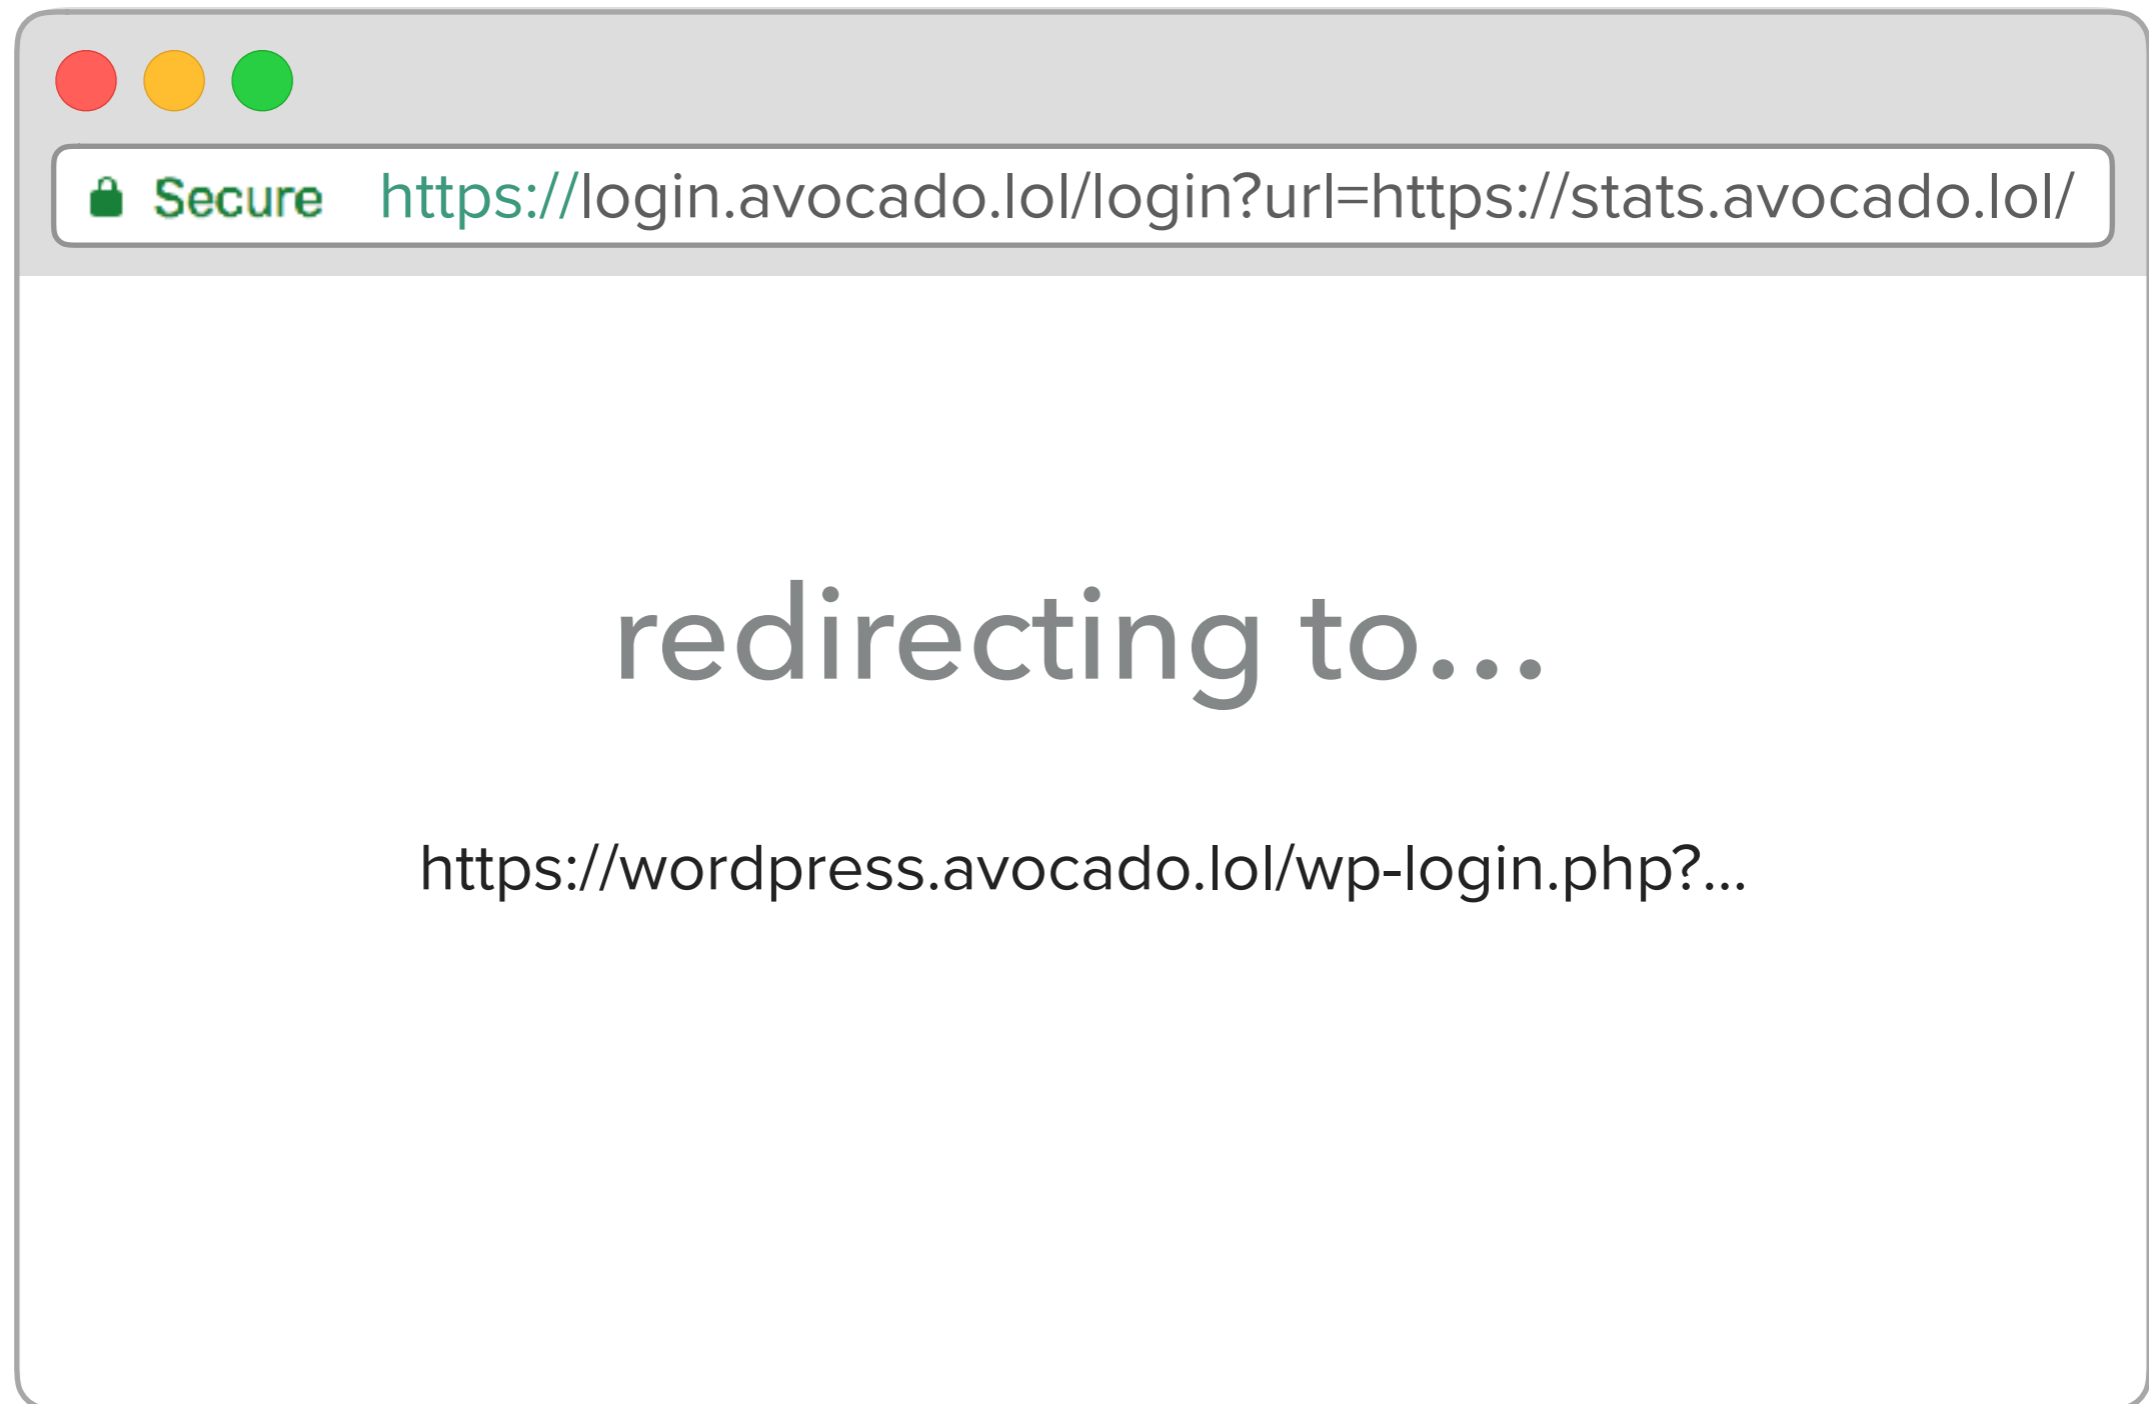 Secure https://login.avocado.lol/login?url=https://stats.avocado.lol/
redirecting to...
https://wordpress.avocado.lol/wp-login.php?...